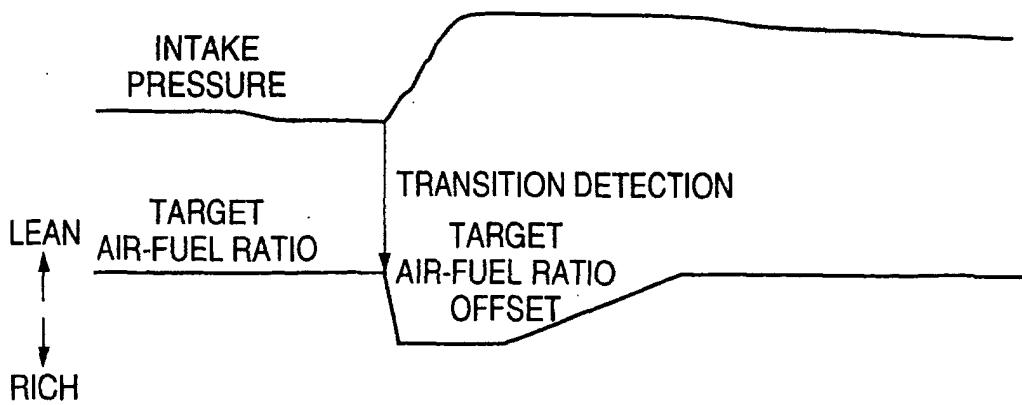 INTAKE
PRESSURE
TRANSITION DETECTION
TARGET
AIR-FUEL RATIO
LEAN
TARGET
AIR-FUEL RATIO
OFFSET
RICH